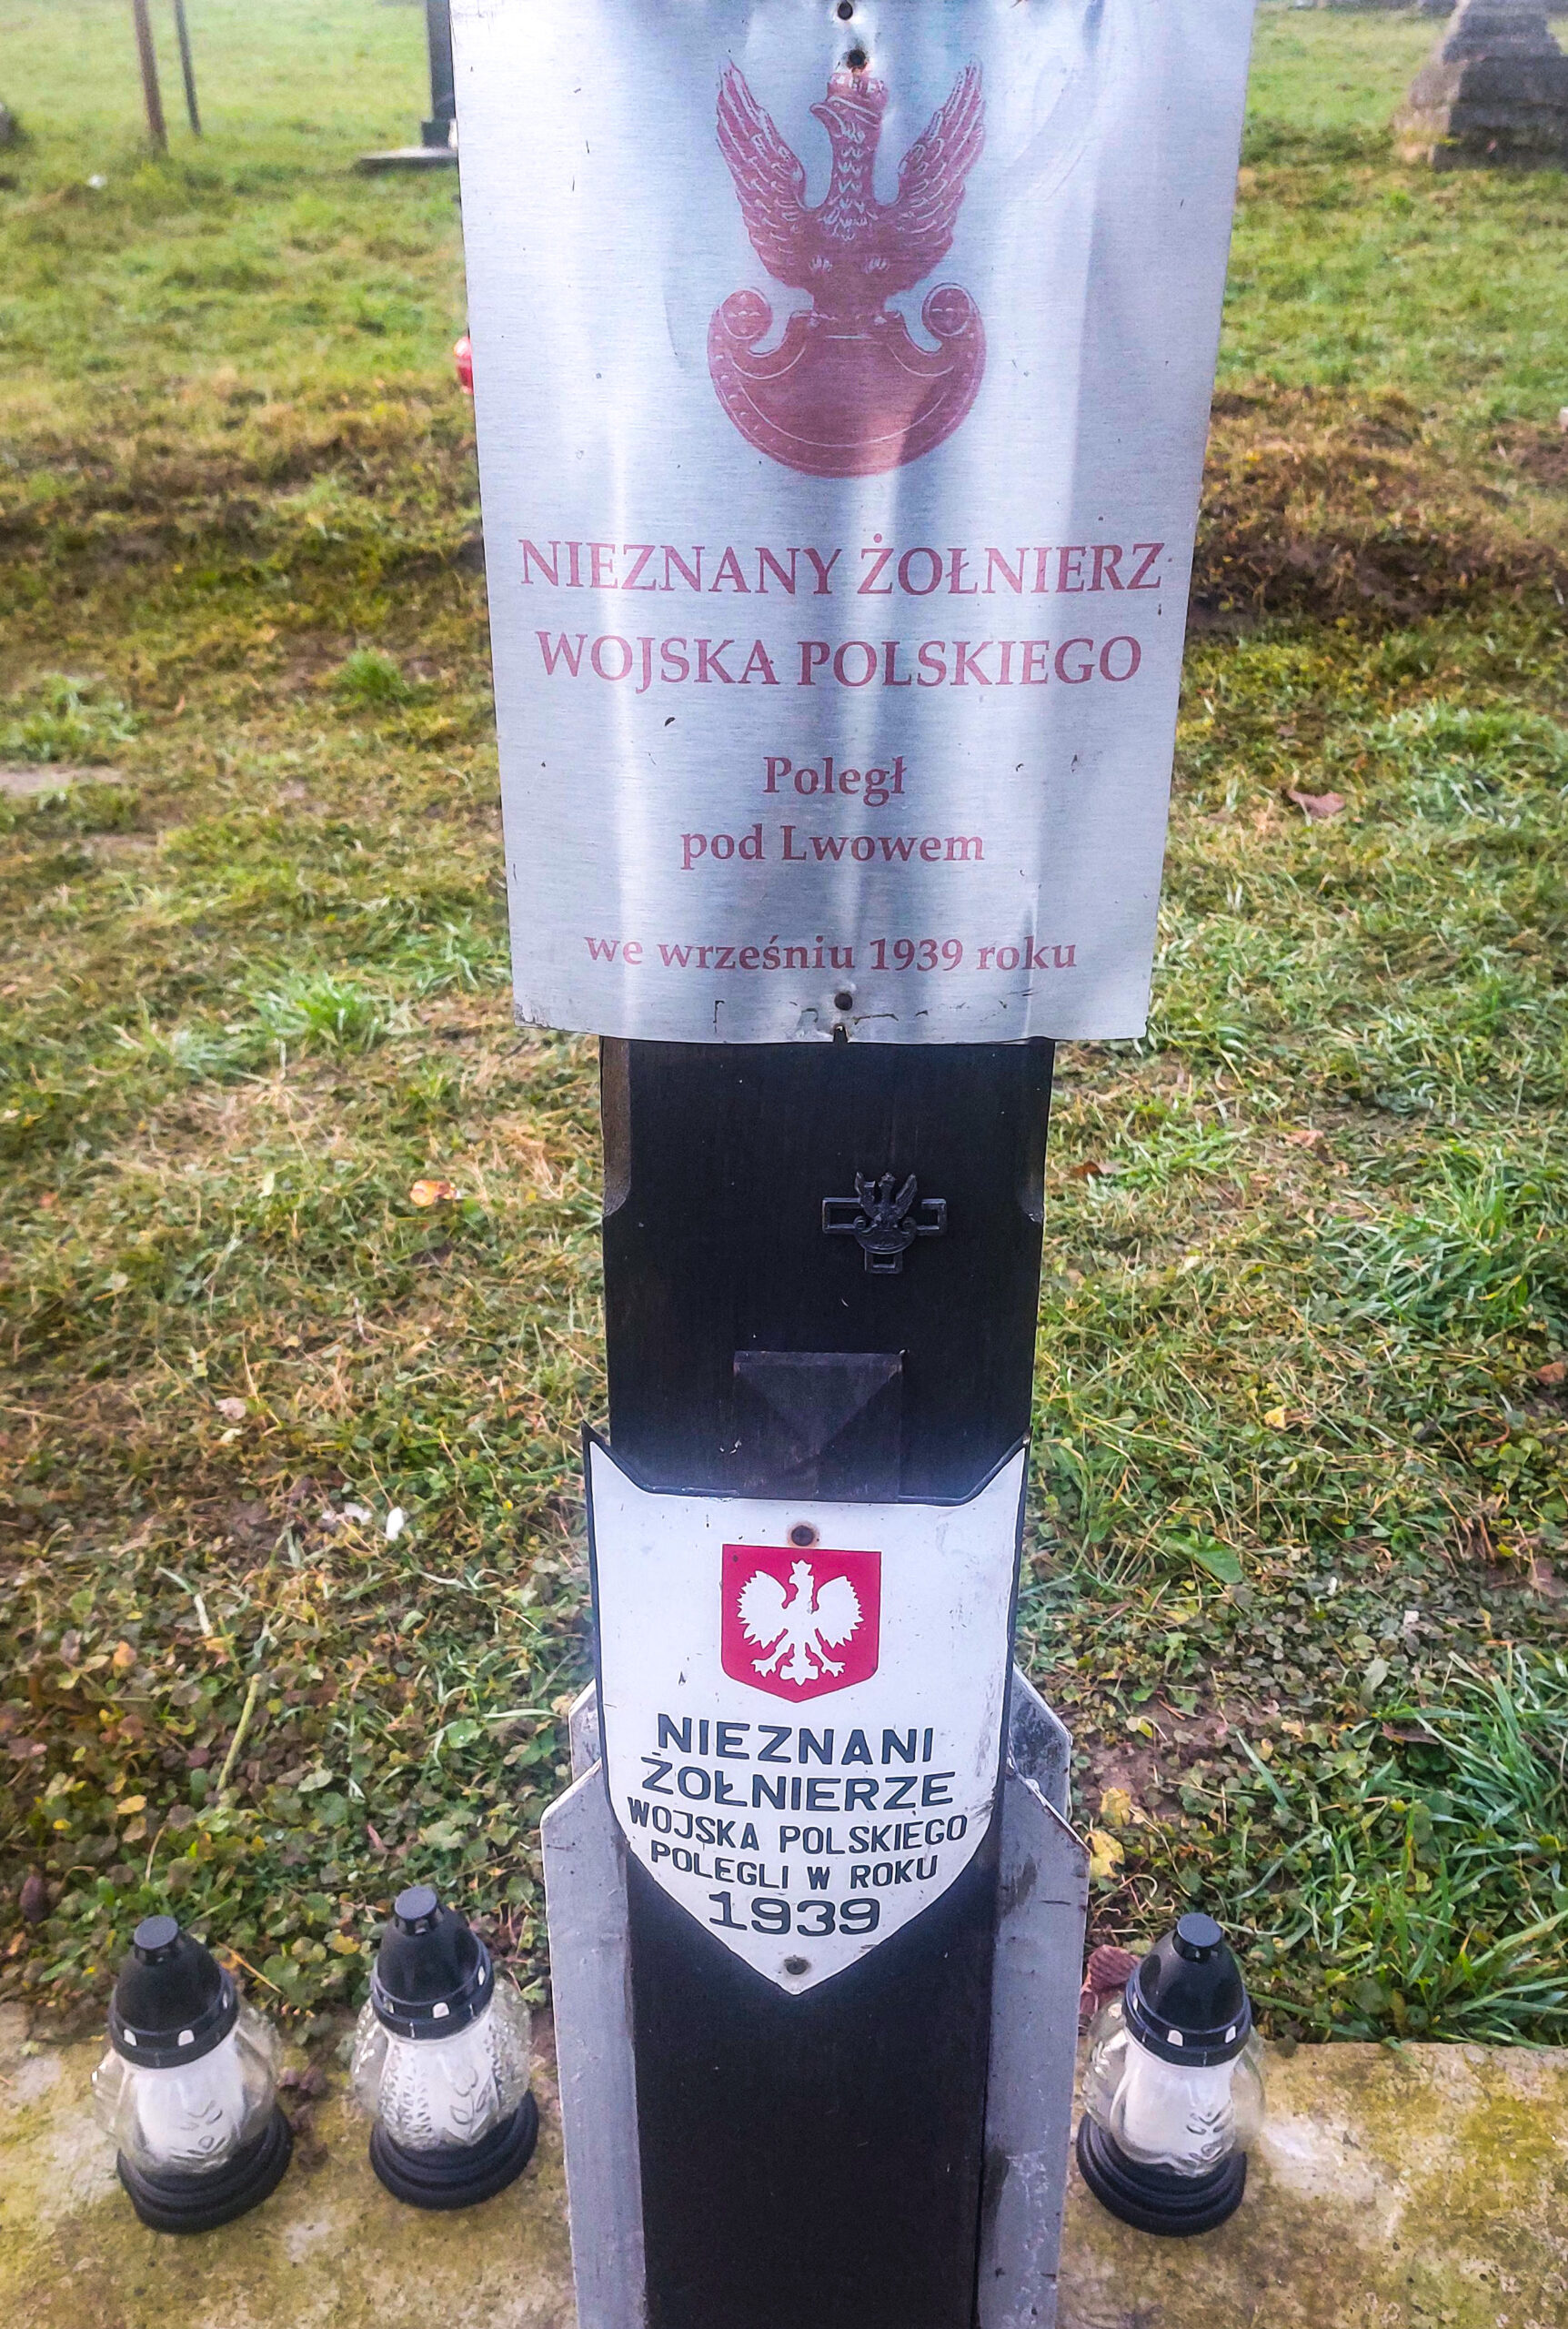 NIEZNANY ŻOŁNIERZ
WOJSKA POLSKIEGO
Poległ
pod Lwowem
we wrześniu 1939 roku
NIEZNANI
ŻOŁNIERZE
WOJSKA POLSKIEGO
POLEGLI W ROKU
1939